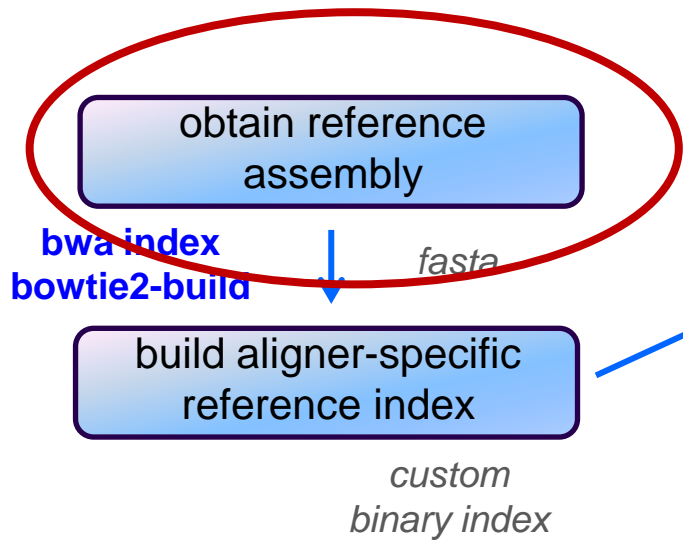 obtain reference
assembly
bwa index
bowtie2-build
fasta
build aligner-specific
reference index
custom
binary index